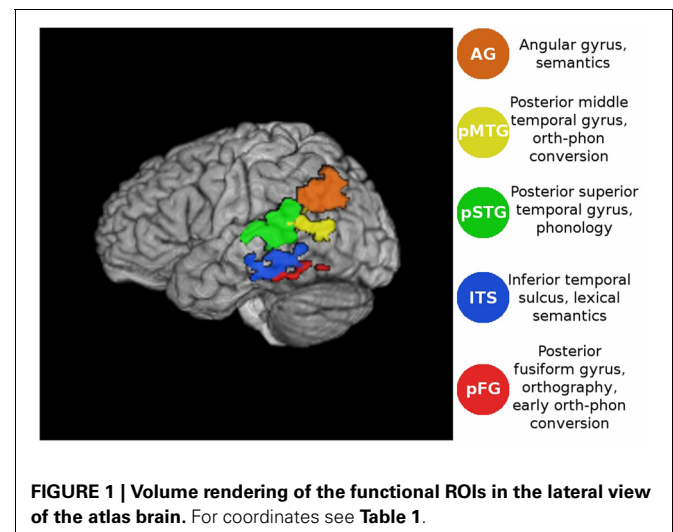 AG
Angular gyrus,
semantics
pMTG
Posterior middle
temporal gyrus,
orth-phon
conversion
pSTG
Posterior superior
temporal gyrus,
phonology
ITS
Inferior temporal
sulcus, lexical
semantics
pFG
Posterior
fusiform gyrus,
orthography,
early orth-phon
conversion
FIGURE 1 | Volume rendering of the functional ROIs in the lateral view
of the atlas brain. For coordinates see Table 1.